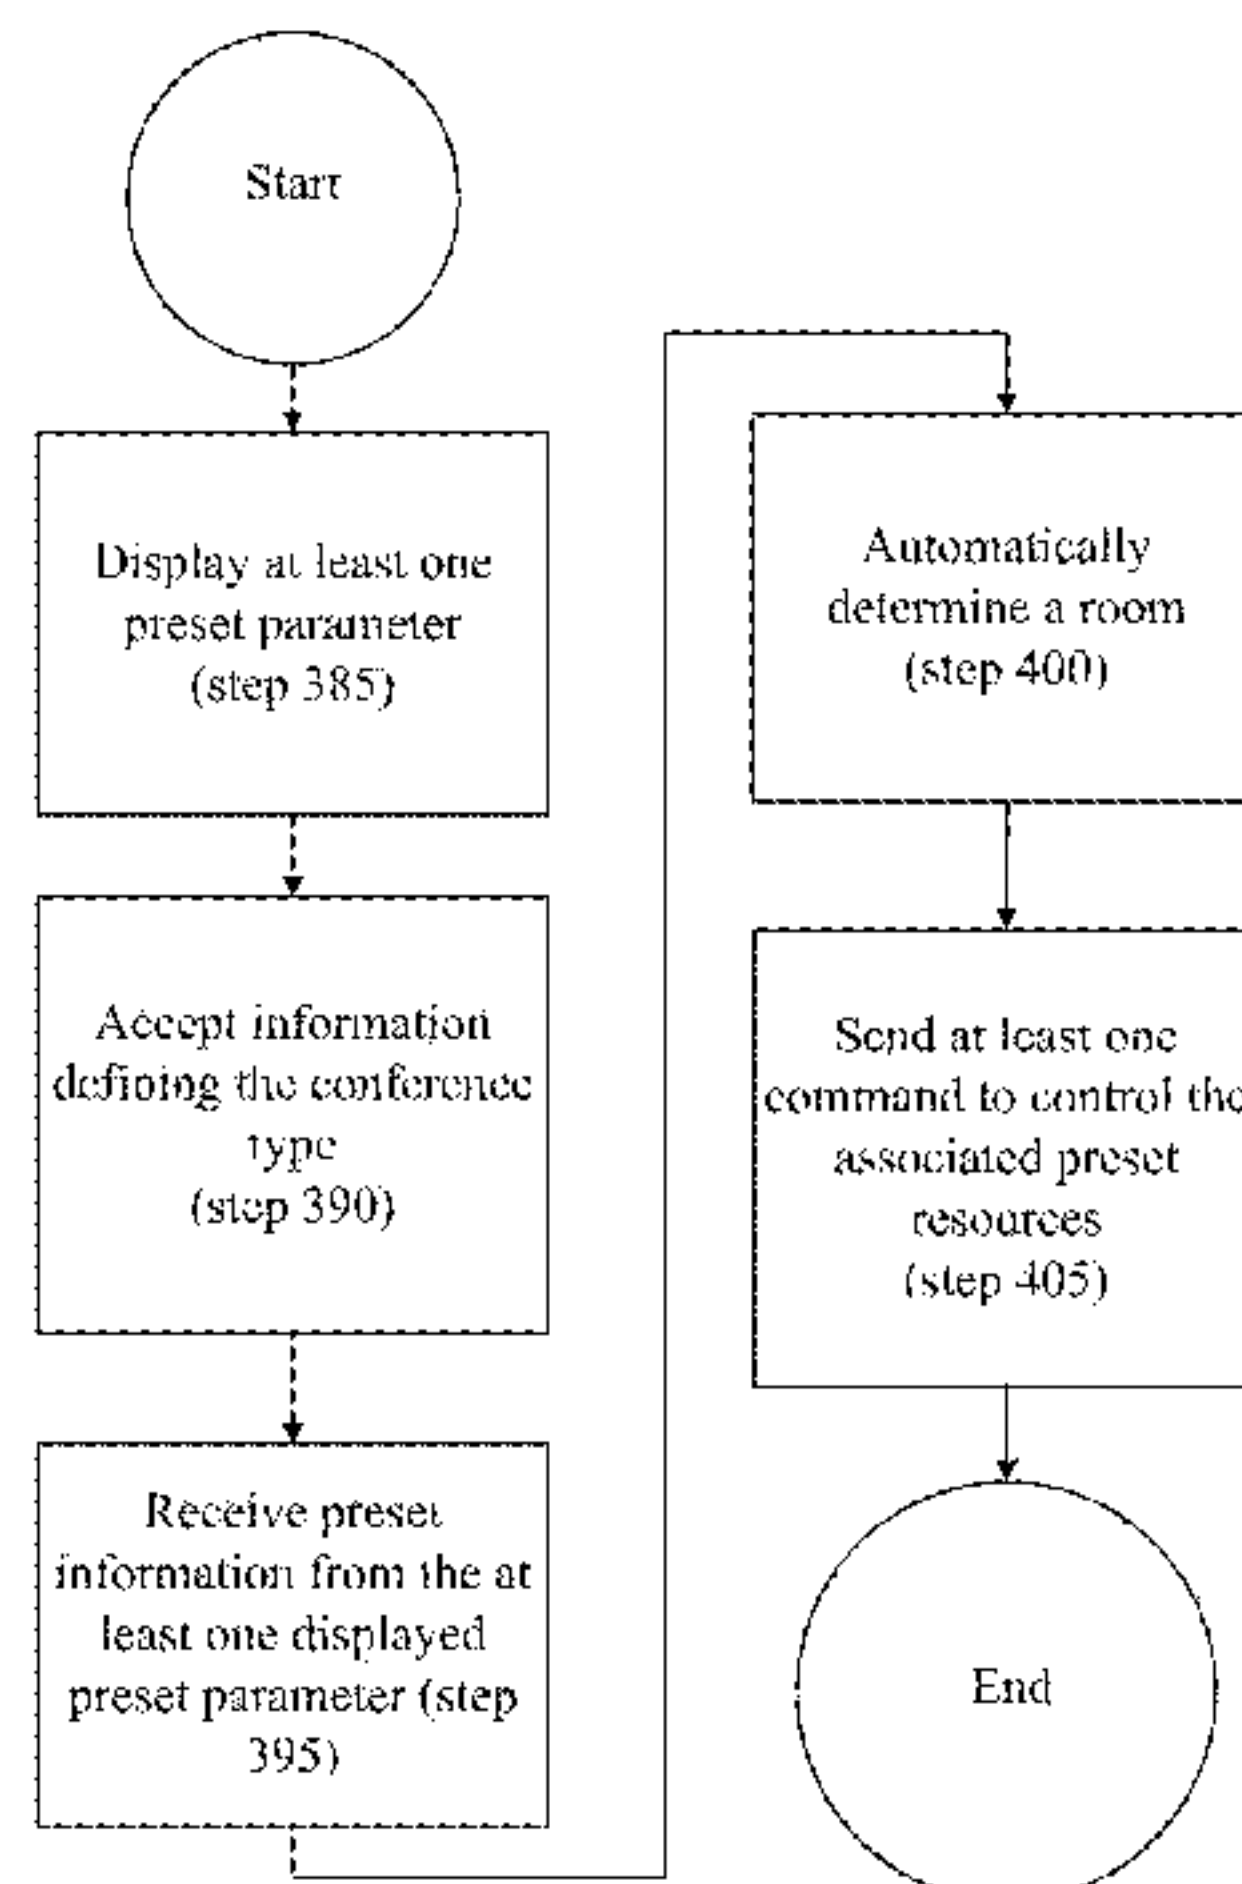 Start
Display at least one
preset parameter
(step 385)
Accept information
defining the conference
type
(step 390)
Receive preset
information from the at
least one displayed
preset parameter (step
395)
Automatically
determine a room
(step 400)
Send at least one
command to control the
associated preset
resources
(step 405)
End